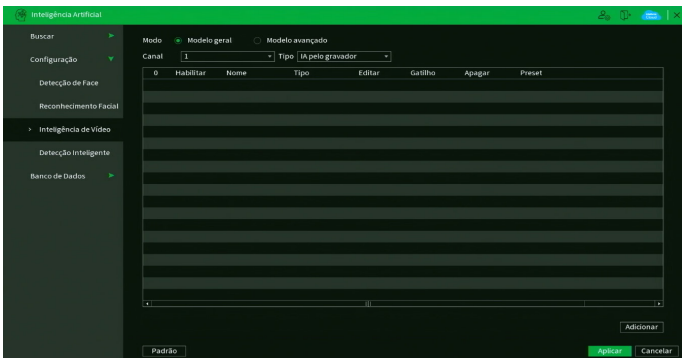 Inteligência Artificial
Buscar
Configuração
Detecção de Face
Reconhecimento Facial
Inteligência de Vídeo
Detecção Inteligente
Banco de Dados
Modo Modelo geral Modelo avançado
Canal 1 Tipo IA pelo gravador
0 Habilitar Nome Tipo Editar Gatilho Apagar Preset
Adicionar
Padrão Aplicar Cancelar